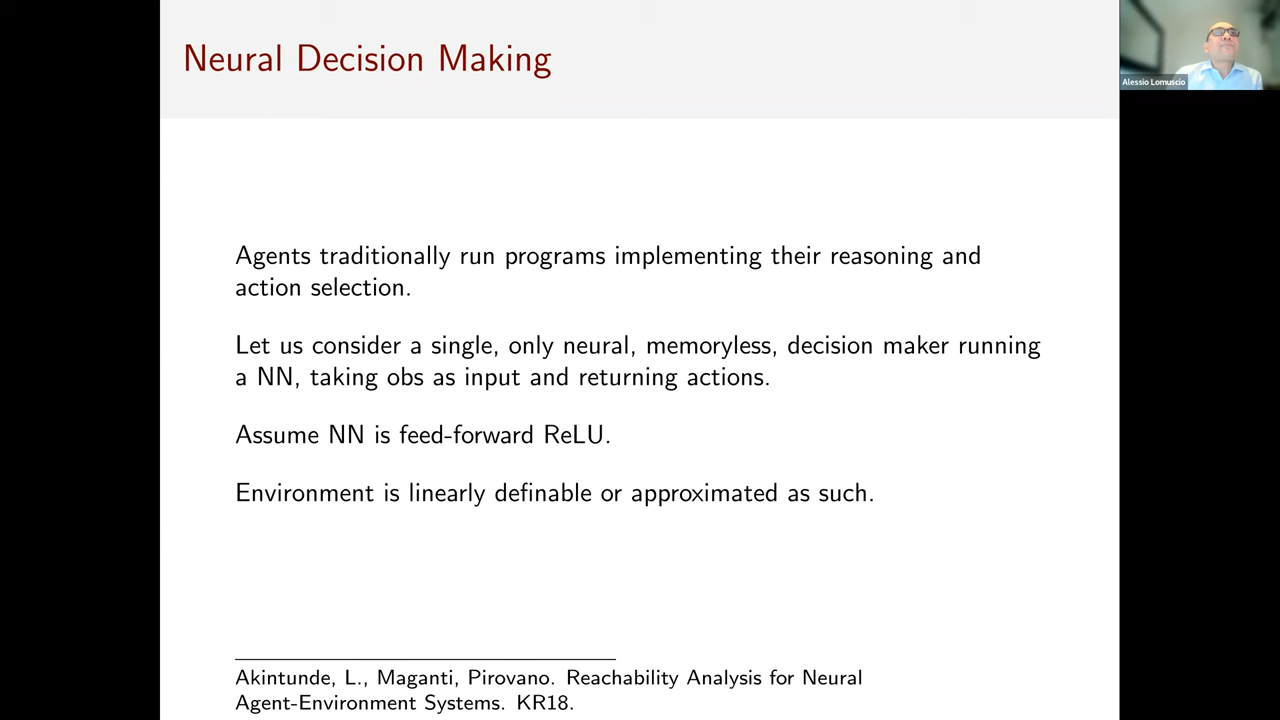 Neural Decision Making
Alessio Lomuscio
Agents traditionally run programs implementing their reasoning and
action selection.
Let us consider a single, only neural, memoryless, decision maker running
a NN, taking obs as input and returning actions.
Assume NN is feed-forward ReLU.
Environment is linearly definable or approximated as such.
Akintunde, L., Maganti, Pirovano. Reachability Analysis for Neural
Agent-Environment Systems. KR18.